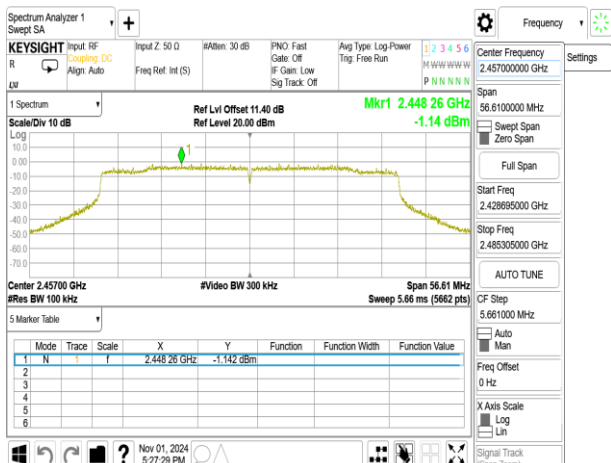 Spectrum Analyzer 1
Swept SA
+
Frequency
KEYSIGHT
R
LXI
Input: RF
Coupling: DC
Align: Auto
Input Z: 50 Ω
Freq Ref: Int (S)
#Atten: 30 dB
PNO: Fast
Gate: Off
IF Gain: Low
Sig Track: Off
Avg Type: Log-Power
Trig: Free Run
1 2 3 4 5 6
M W W W W W
P N N N N N
1 Spectrum
Scale/Div 10 dB
Ref Lvl Offset 11.40 dB
Ref Level 20.00 dBm
Mkr1 2.448 26 GHz
-1.14 dBm
Log
10.0
0.00
-10.0
-20.0
-30.0
-40.0
-50.0
-60.0
-70.0
1
Center 2.45700 GHz
#Res BW 100 kHz
#Video BW 300 kHz
Span 56.61 MHz
Sweep 5.66 ms (5662 pts)
5 Marker Table
Mode Trace Scale X Y Function Function Width Function Value
1 N 1 f 2.448 26 GHz -1.142 dBm
2
3
4
5
6
Nov 01, 2024
5:27:29 PM
?
Center Frequency
2.457000000 GHz
Settings
Span
56.6100000 MHz
Swept Span
Zero Span
Full Span
Start Freq
2.428695000 GHz
Stop Freq
2.485305000 GHz
AUTO TUNE
CF Step
5.661000 MHz
Auto
Man
Freq Offset
0 Hz
X Axis Scale
Log
Lin
Signal Track